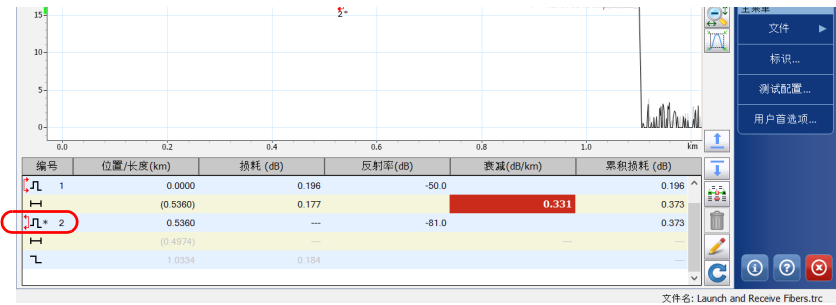 主菜单
15
2*
文件
10
标识...
5
测试配置...
用户首选项...
0
0.0 0.2 0.4 0.6 0.8 1.0 km
编号 位置/长度(km) 损耗 (dB) 反射率(dB) 衰减(dB/km) 累积损耗 (dB)
1 0.0000 0.196 -50.0 0.196
(0.5360) 0.177 0.331 0.373
* 2 0.5360 --- -81.0 0.373
(0.4974) --- --- ---
1.0334 0.184 ---
文件名: Launch and Receive Fibers.trc